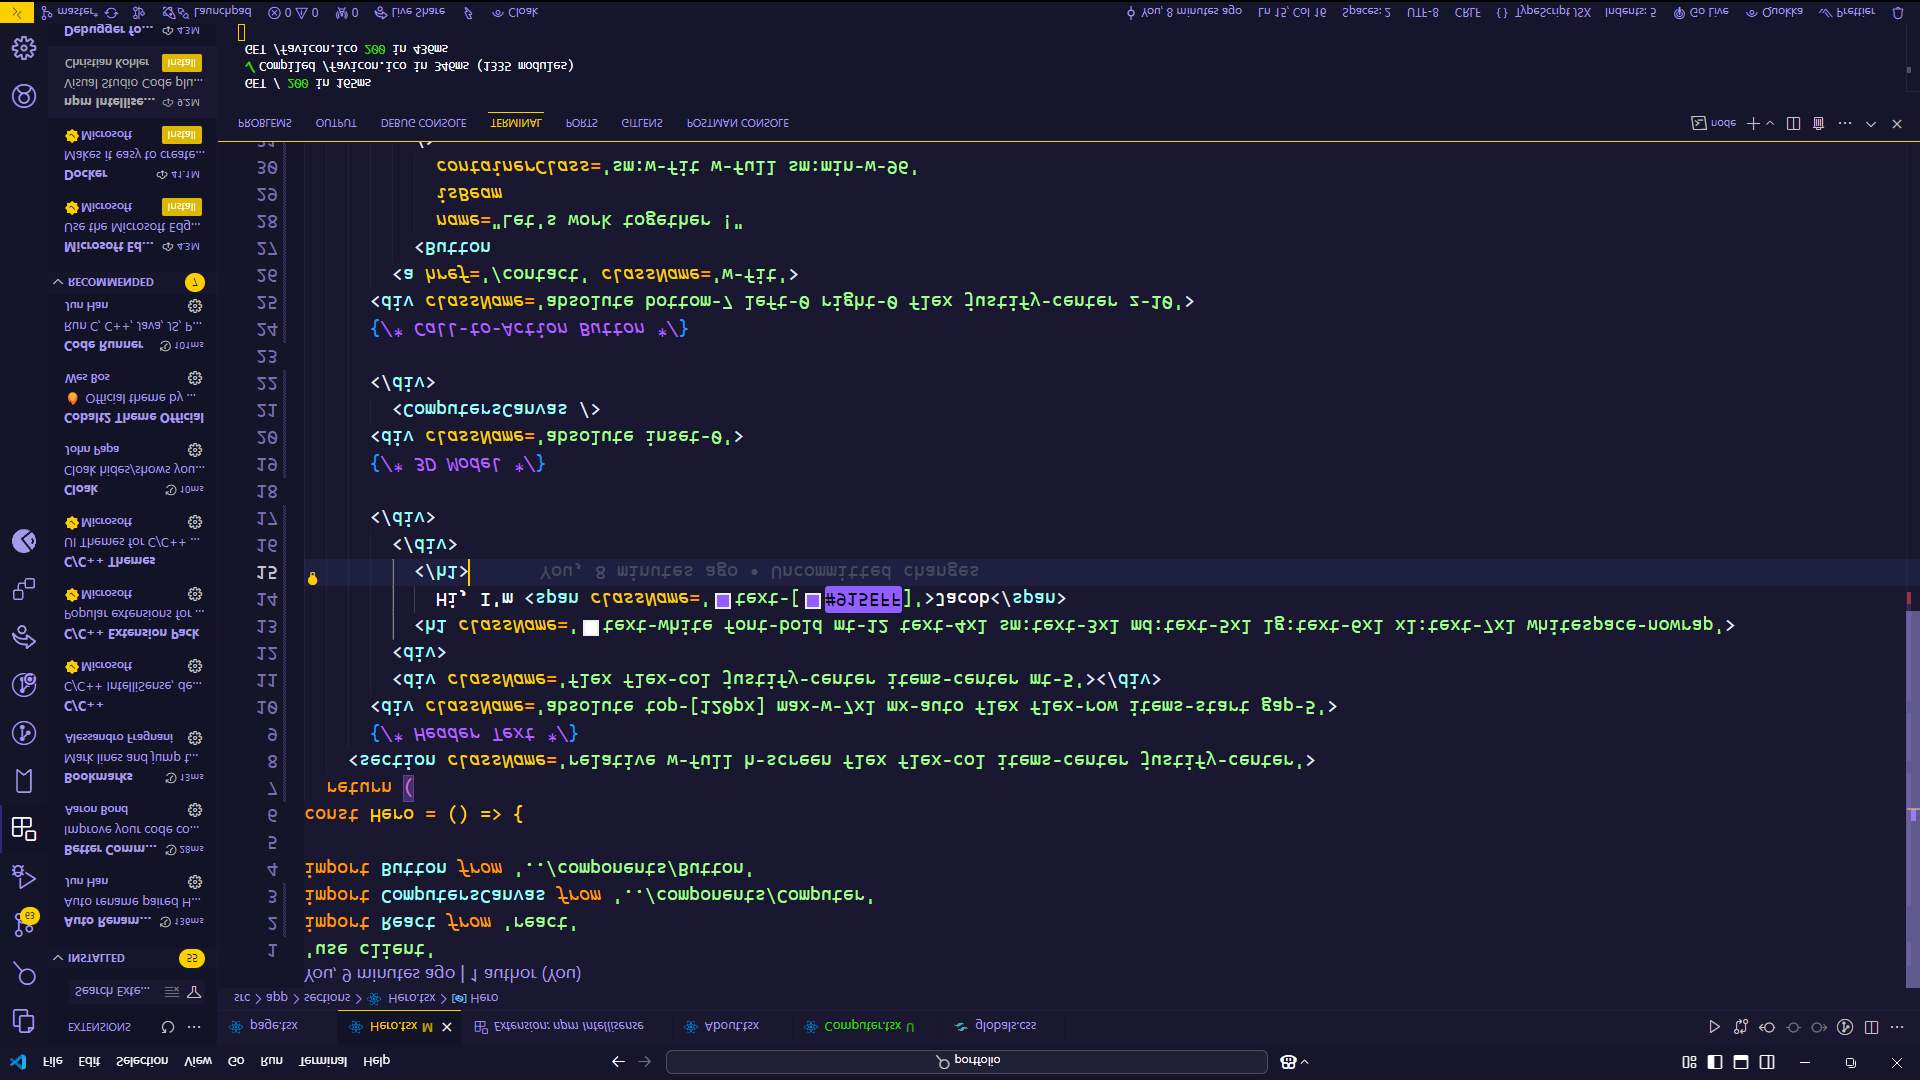 File Edit Selection View Go Run Terminal Help
portfolio
EXTENSIONS
Search Exte...
INSTALLED 55
Auto Renam... 136ms
Auto rename paired H...
Jun Han
Better Comm... 28ms
Improve your code co...
Aaron Bond
Bookmarks 13ms
Mark lines and jump t...
Alessandro Fragnani
C/C++
C/C++ IntelliSense, de...
Microsoft
C/C++ Extension Pack
Popular extensions for ...
Microsoft
C/C++ Themes
UI Themes for C/C++ ...
Microsoft
Cloak 10ms
Cloak hides/shows you...
John Papa
Cobalt2 Theme Official
Official theme by ...
Wes Bos
Code Runner 101ms
Run C, C++, Java, JS, P...
Jun Han
RECOMMENDED 7
Microsoft Ed... 4.3M
Use the Microsoft Edg...
Microsoft Install
Docker 41.1M
Makes it easy to create...
Microsoft Install
npm Intellise... 9.2M
Visual Studio Code plu...
Christian Kohler Install
Debugger fo... 4.3M
63
page.tsx Hero.tsx M Extension: npm Intellisense About.tsx Computer.tsx U globals.css
src > app > sections > Hero.tsx > Hero
You, 9 minutes ago | 1 author (You)
1 'use client'
2 import React from 'react'
3 import ComputersCanvas from '../components/Computer'
4 import Button from '../components/Button'
5
6 const Hero = () => {
7 return (
8 <section className='relative w-full h-screen flex flex-col items-center justify-center'>
9 {/* Header Text */}
10 <div className='absolute top-[120px] max-w-7xl mx-auto flex flex-row items-start gap-5'>
11 <div className='flex flex-col justify-center items-center mt-5'></div>
12 <div>
13 <h1 className='text-white font-bold mt-12 text-4xl sm:text-3xl md:text-5xl lg:text-6xl xl:text-7xl whitespace-nowrap'>
14 Hi, I'm <span className='text-[#915EFF]'>Jacob</span>
15 </h1> You, 8 minutes ago • Uncommitted changes
16 </div>
17 </div>
18
19 {/* 3D Model */}
20 <div className='absolute inset-0'>
21 <ComputersCanvas />
22 </div>
23
24 {/* Call-to-Action Button */}
25 <div className='absolute bottom-7 left-0 right-0 flex justify-center z-10'>
26 <a href='/contact' className='w-fit'>
27 <Button
28 name="Let's work together !"
29 isBeam
30 containerClass='sm:w-fit w-full sm:min-w-96'
31 />
PROBLEMS OUTPUT DEBUG CONSOLE TERMINAL PORTS GITLENS POSTMAN CONSOLE node
GET / 200 in 165ms
✓ Compiled /favicon.ico in 346ms (1335 modules)
GET /favicon.ico 200 in 436ms
master* Launchpad 0 0 0 Live Share Cloak You, 8 minutes ago Ln 15, Col 16 Spaces: 2 UTF-8 CRLF { } TypeScript JSX Indents: 5 Go Live Quokka Prettier